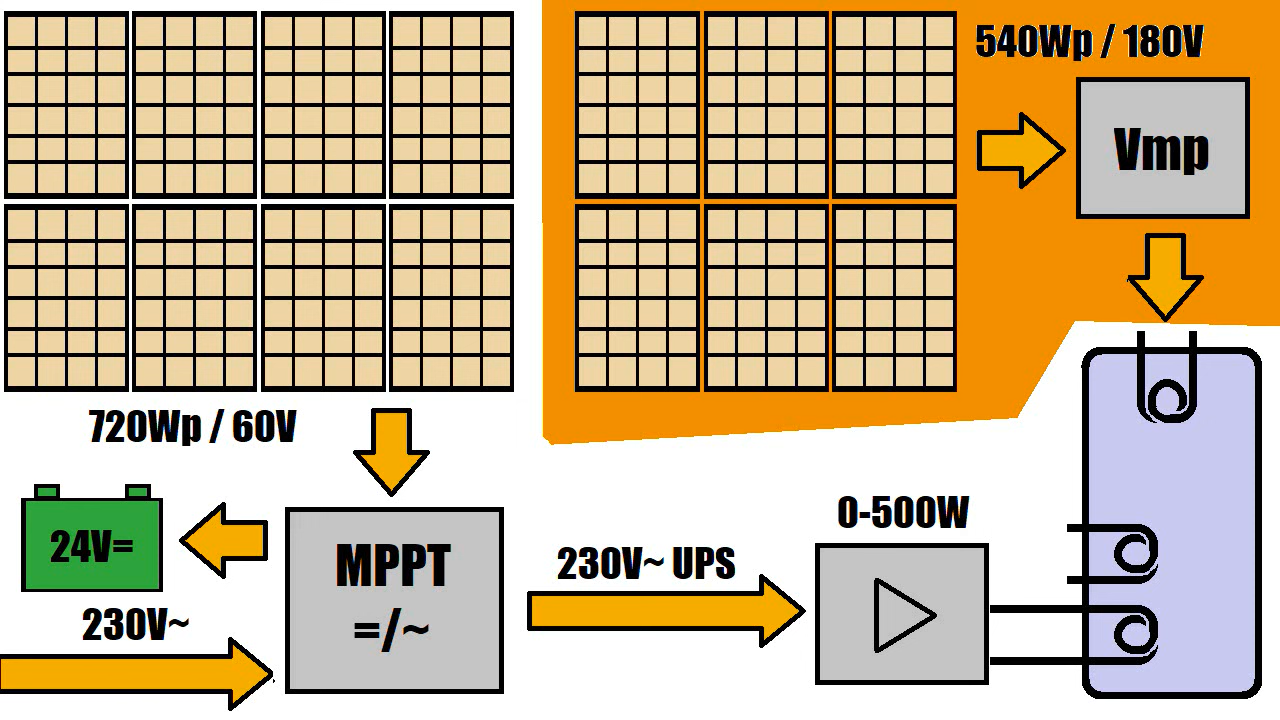 540Wp / 180V
Vmp
720Wp / 60V
24V=
MPPT
=/~
0-500W
230V~ UPS
230V~